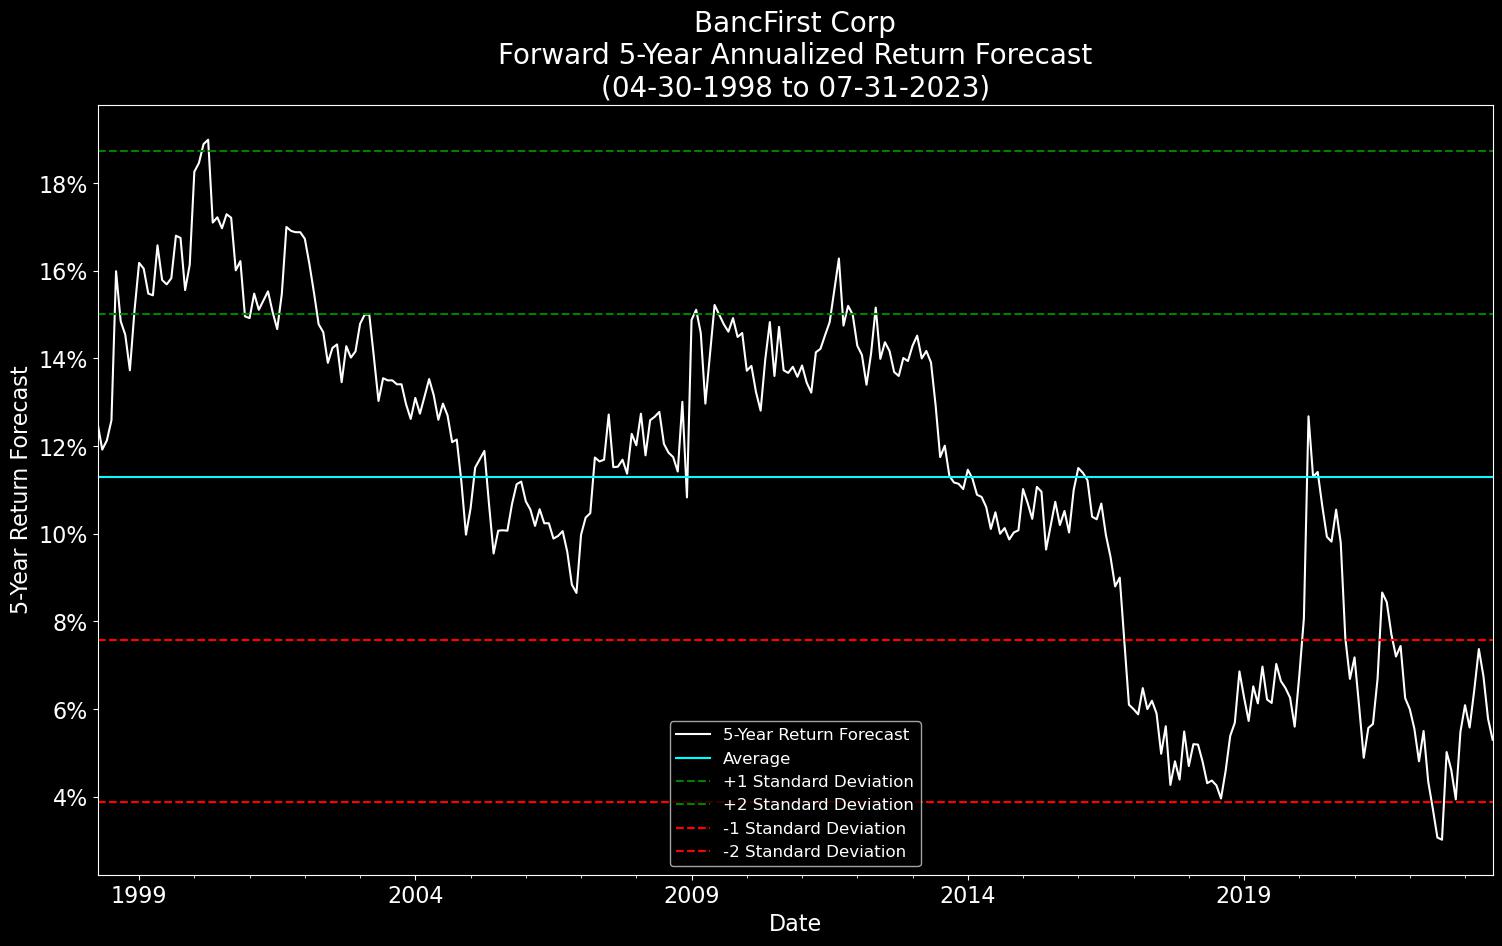 BancFirst Corp
Forward 5-Year Annualized Return Forecast
(04-30-1998 to 07-31-2023)
5-Year Return Forecast
18%
16%
14%
12%
10%
8%
6%
4%
5-Year Return Forecast
Average
+1 Standard Deviation
+2 Standard Deviation
-1 Standard Deviation
-2 Standard Deviation
1999 2004 2009 2014 2019
Date